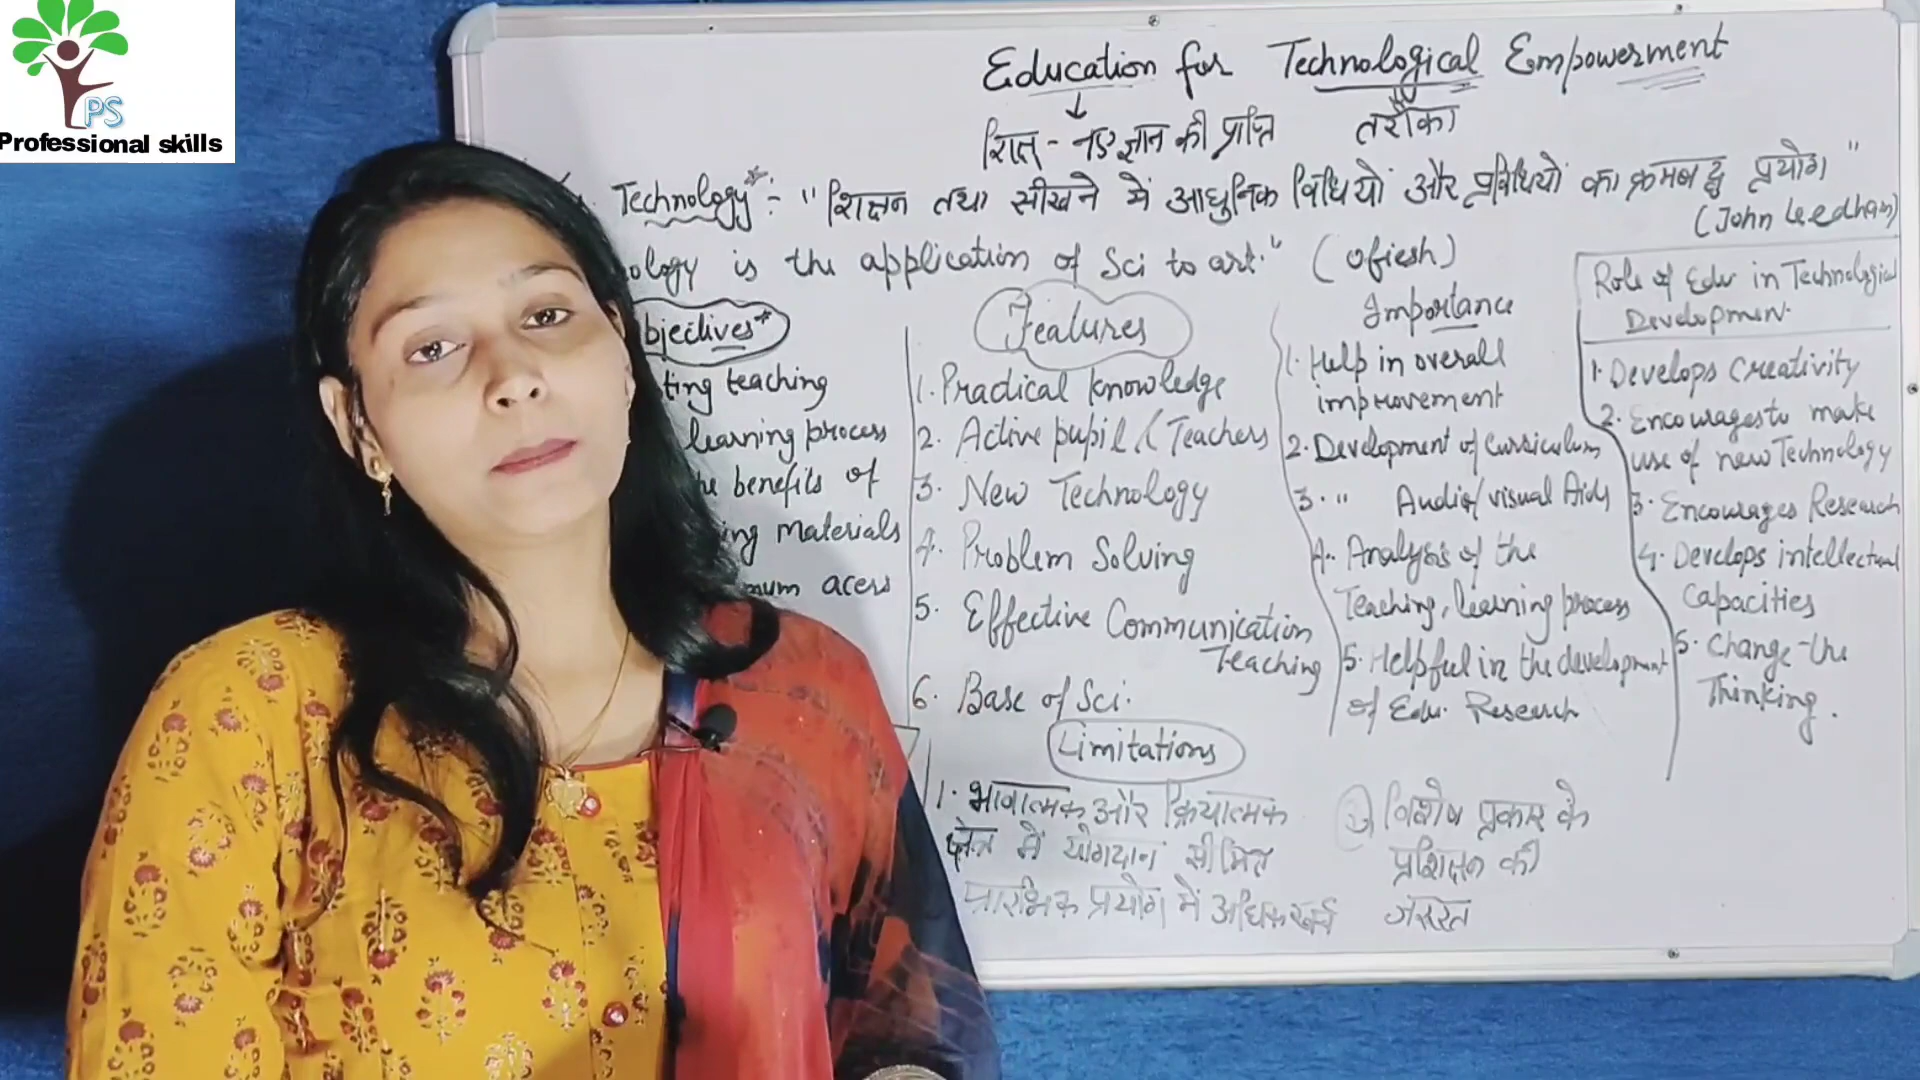 PS
Professional skills
Education for Technological Empowerment
शिक्ष - नए ज्ञान की प्राप्ति तरीका
Technology* :- "शिक्षन तथा सीखने में आधुनिक विधियों और प्रविधियों का क्रमबद्ध प्रयोग"
(John Leedham)
ology is the application of Sci to art." (Ofiesh)
bjectives*
ting teaching
learning process
he benefits of
ing materials
mum acess
Features
1. Practical knowledge
2. Active pupil / Teachers
3. New Technology
4. Problem Solving
5. Effective Communication
Teaching
6. Base of Sci.
Importance
1. Help in overall
improvement
2. Development of curriculum
3. " Audio/visual Aids
4. Analysis of the
Teaching, learning process
5. Helpful in the development
of Edu. Research
Role of Edu in Technological
Development.
1. Develops Creativity
2. Encourages to make
use of new Technology
3. Encourages Research
4. Develops intellectual
Capacities
5. Change the
Thinking.
Limitations
1. भावात्मक और क्रियात्मक
क्षेत्र में योगदान सीमित
प्रारंभिक प्रयोग में अधिक खर्च
③ विशेष प्रकार के
प्रशिक्षन की
जरूरत